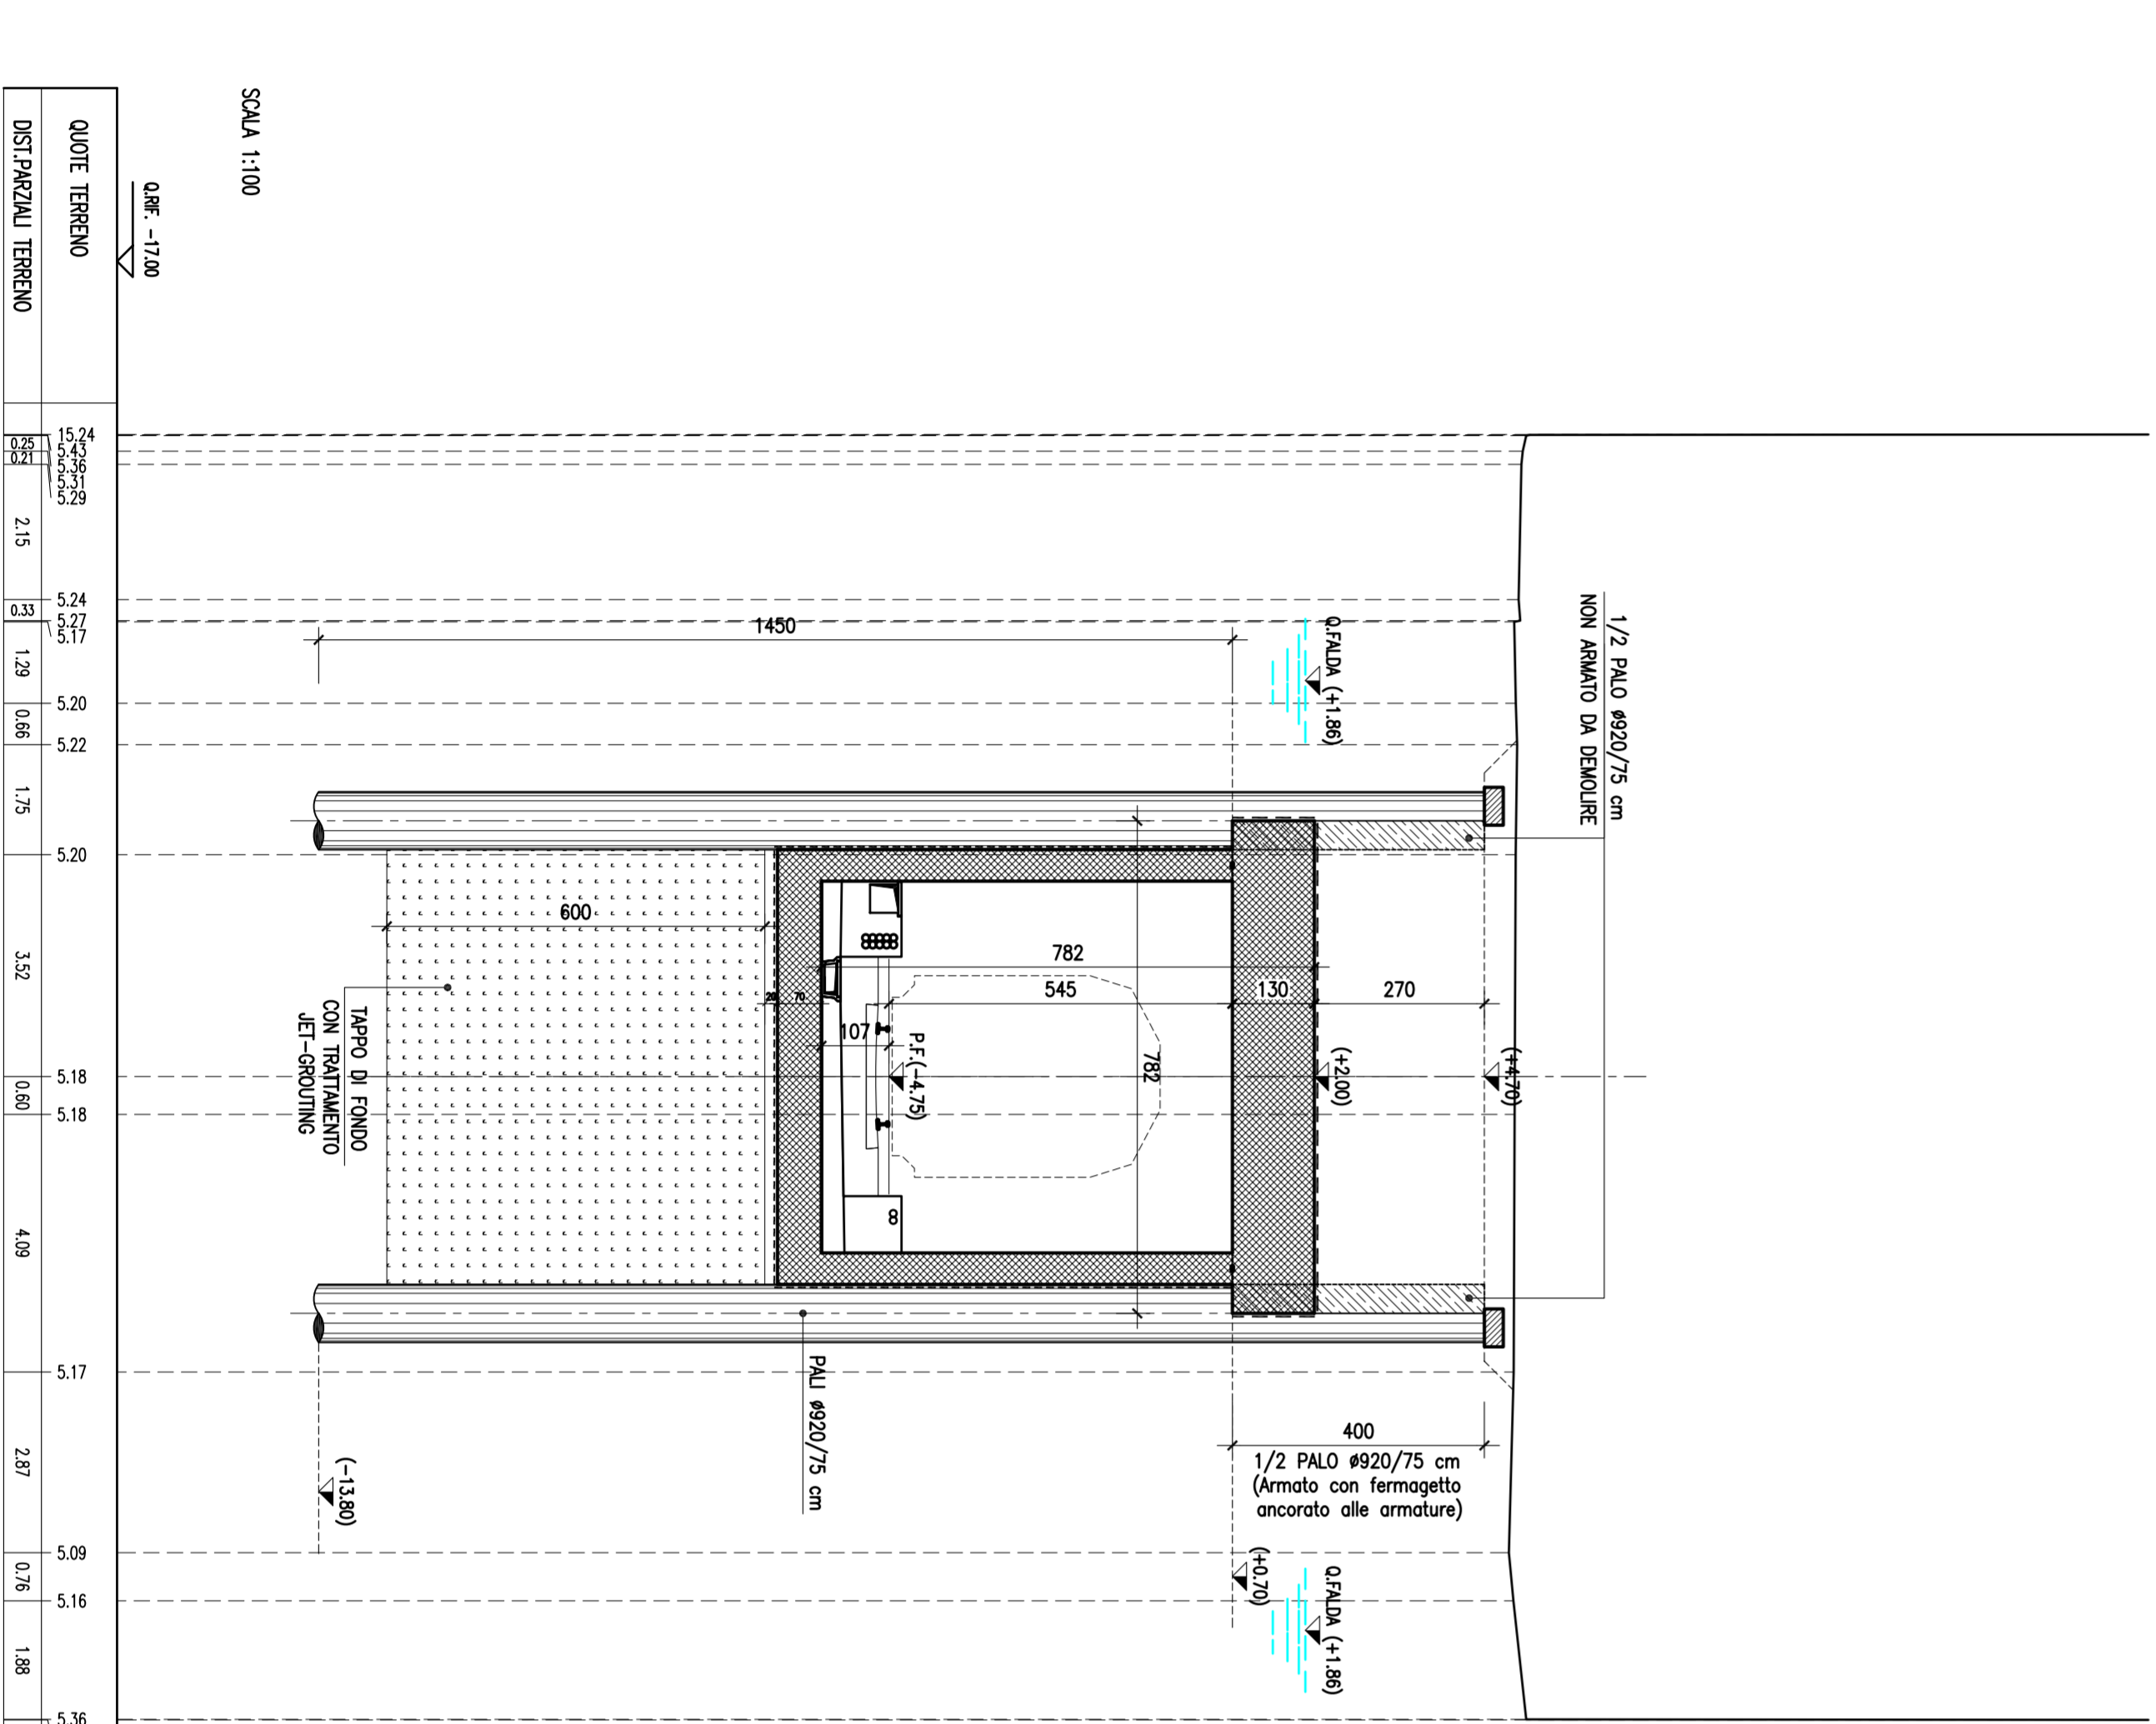 1/2 PALO ø920/75 cm
NON ARMATO DA DEMOLIRE
(+4.70)
270
400
1/2 PALO ø920/75 cm
(Armato con fermagetto
ancorato alle armature)
Q.FALDA (+1.86)
(+2.00)
Q.FALDA (+1.86)
130
(+0.70)
1450
782
782
545
P.F.(-4.75)
107
8
70
20
PALI ø920/75 cm
600
TAPPO DI FONDO
CON TRATTAMENTO
JET-GROUTING
(-13.80)
SCALA 1:100
Q.RIF. -17.00
QUOTE TERRENO
15.24
5.43
5.36
5.31
5.29
5.24
5.27
5.17
5.20
5.22
5.20
5.18
5.18
5.17
5.09
5.16
5.36
DIST.PARZIALI TERRENO
0.25
0.21
2.15
0.33
1.29
0.66
1.75
3.52
0.60
4.09
2.87
0.76
1.88